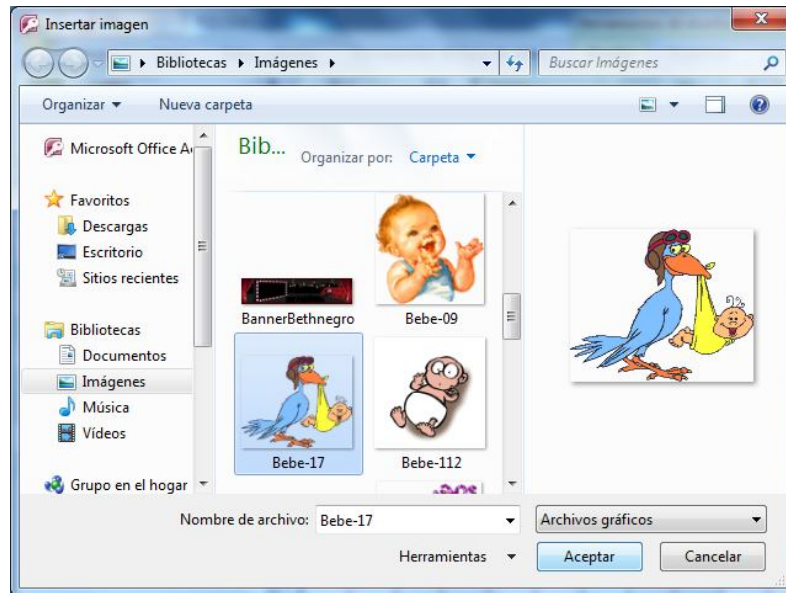 Insertar imagen
Bibliotecas Imágenes
Buscar Imágenes
Organizar Nueva carpeta
Microsoft Office A
Favoritos
Descargas
Escritorio
Sitios recientes
Bibliotecas
Documentos
Imágenes
Música
Vídeos
Grupo en el hogar
Bib... Organizar por: Carpeta
BannerBethnegro Bebe-09
Bebe-17 Bebe-112
Nombre de archivo: Bebe-17 Archivos gráficos
Herramientas Aceptar Cancelar